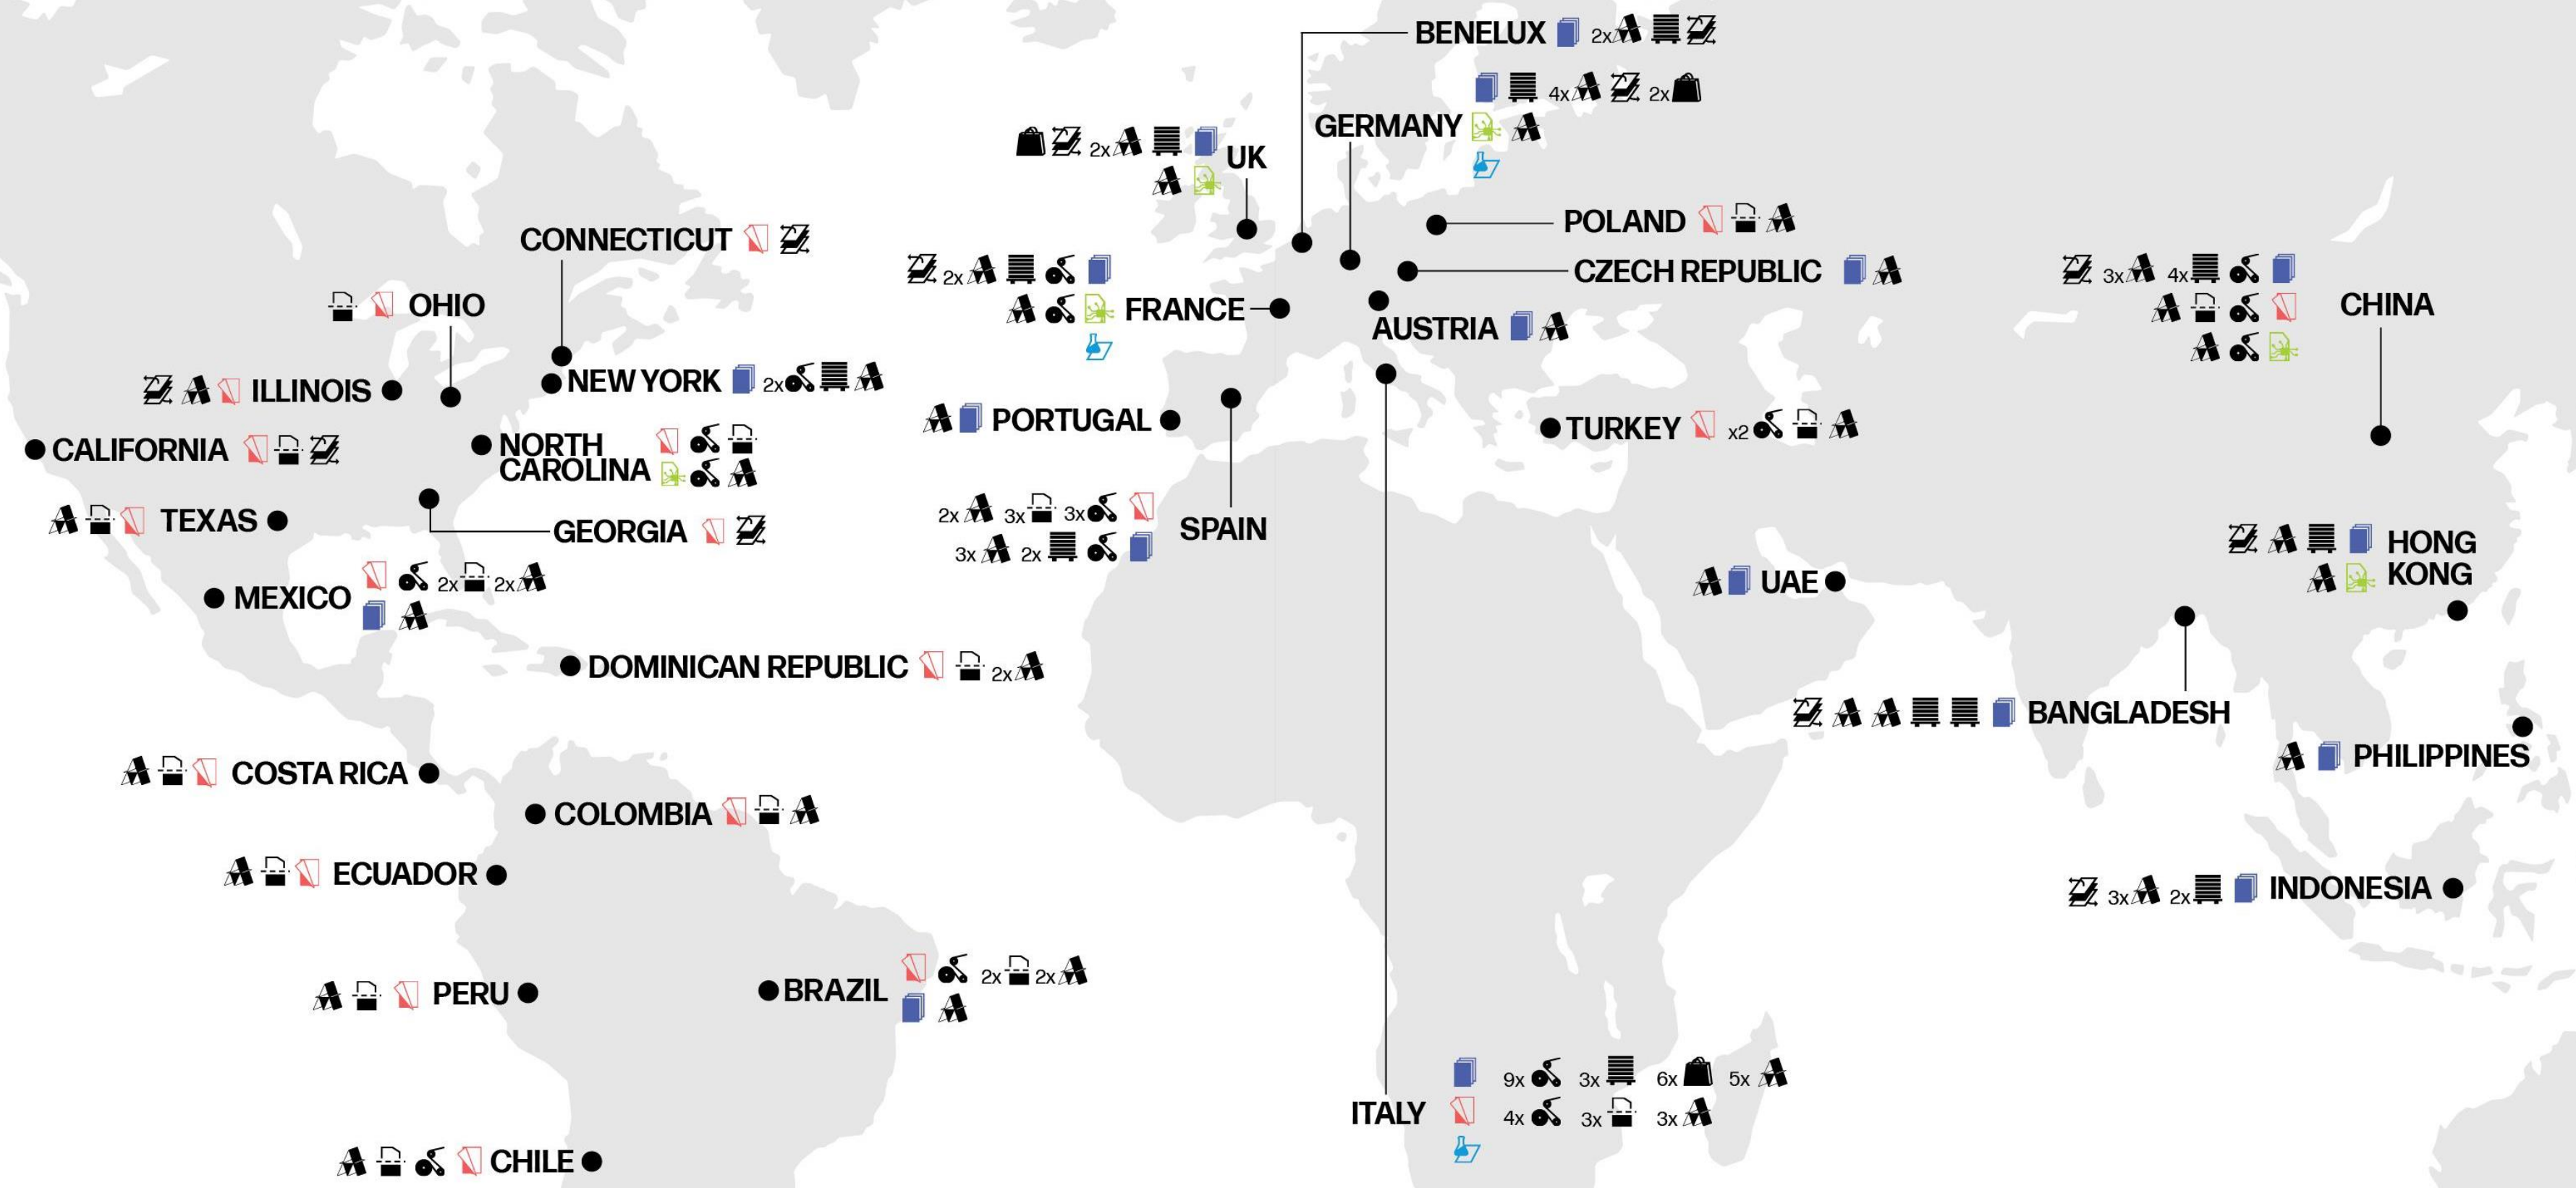 BENELUX 2x
4x 2x
GERMANY
2x
UK
POLAND
CONNECTICUT
2x
CZECH REPUBLIC
3x 4x
OHIO
FRANCE
CHINA
AUSTRIA
ILLINOIS
NEW YORK 2x
PORTUGAL
TURKEY x2
CALIFORNIA
NORTH
CAROLINA
TEXAS
GEORGIA
2x 3x 3x
SPAIN
3x 2x
HONG
KONG
MEXICO
2x 2x
UAE
DOMINICAN REPUBLIC 2x
BANGLADESH
PHILIPPINES
COSTA RICA
COLOMBIA
ECUADOR
3x 2x INDONESIA
PERU
BRAZIL
2x 2x
9x 3x 6x 5x
ITALY
4x 3x 3x
CHILE